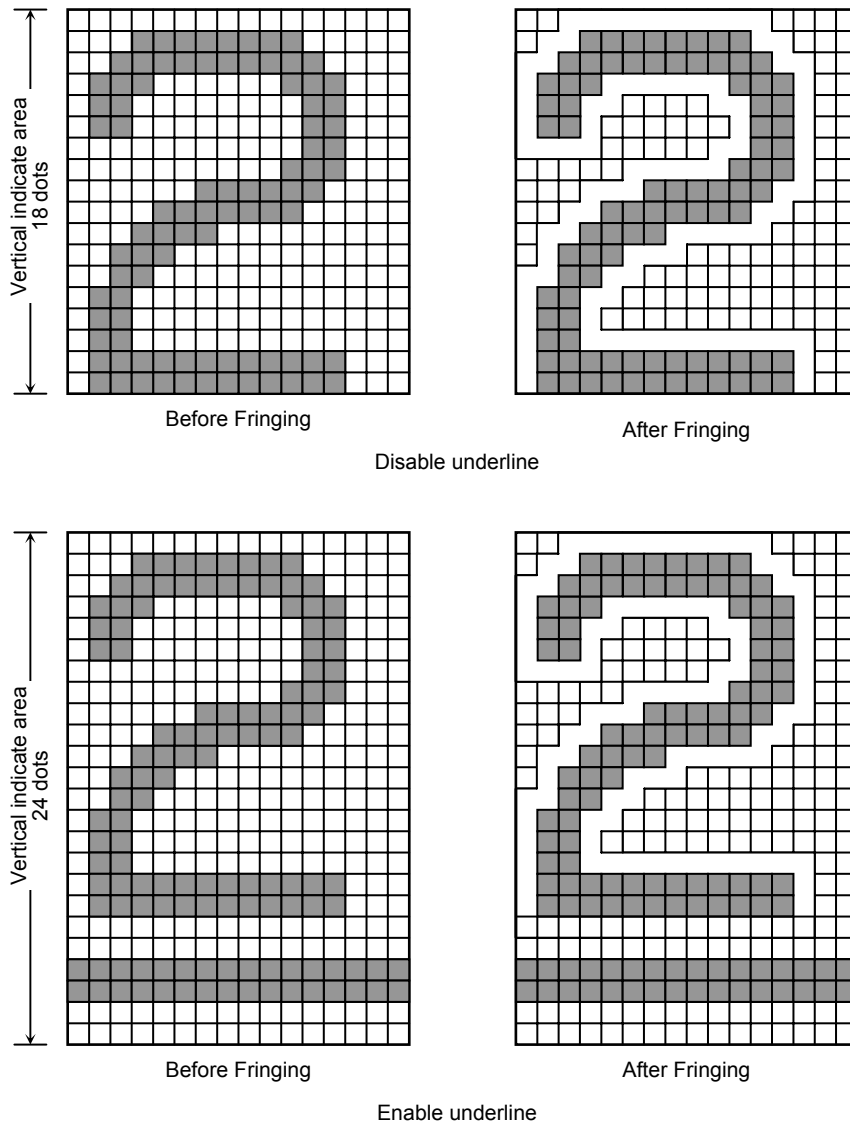 Vertical indicate area
18 dots
Before Fringing
After Fringing
Disable underline
Vertical indicate area
24 dots
Before Fringing
After Fringing
Enable underline